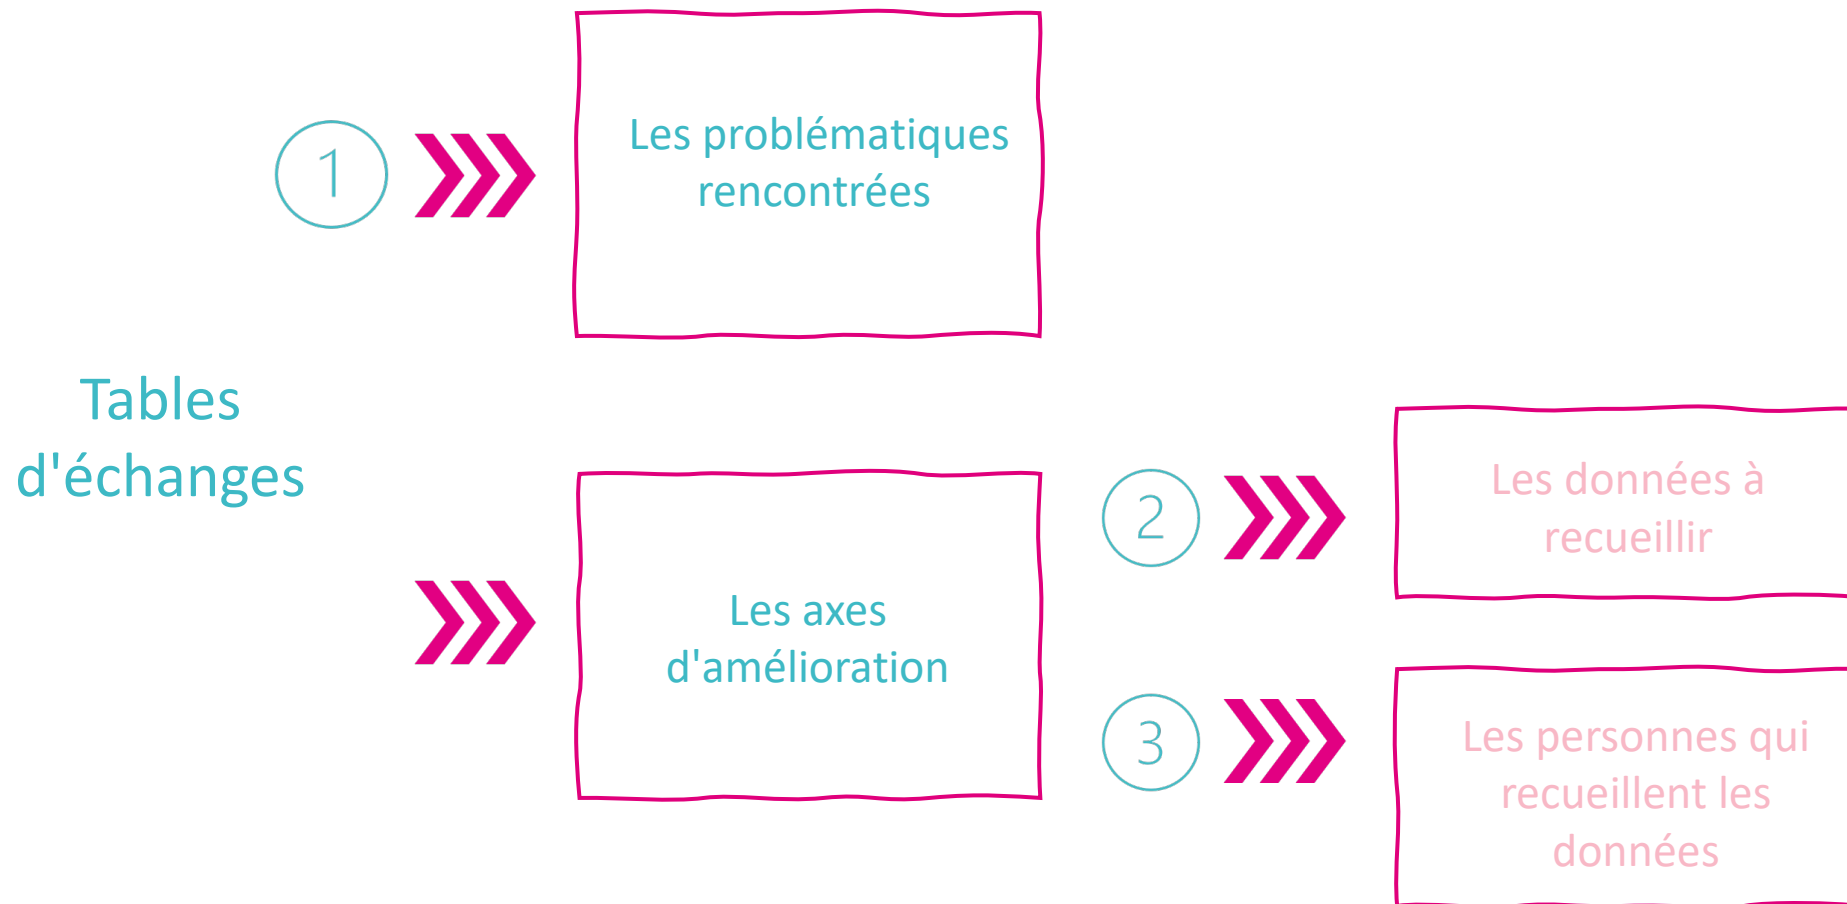 1
Les problématiques
rencontrées
Tables
d'échanges
Les axes
d'amélioration
2
Les données à
recueillir
3
Les personnes qui
recueillent les
données